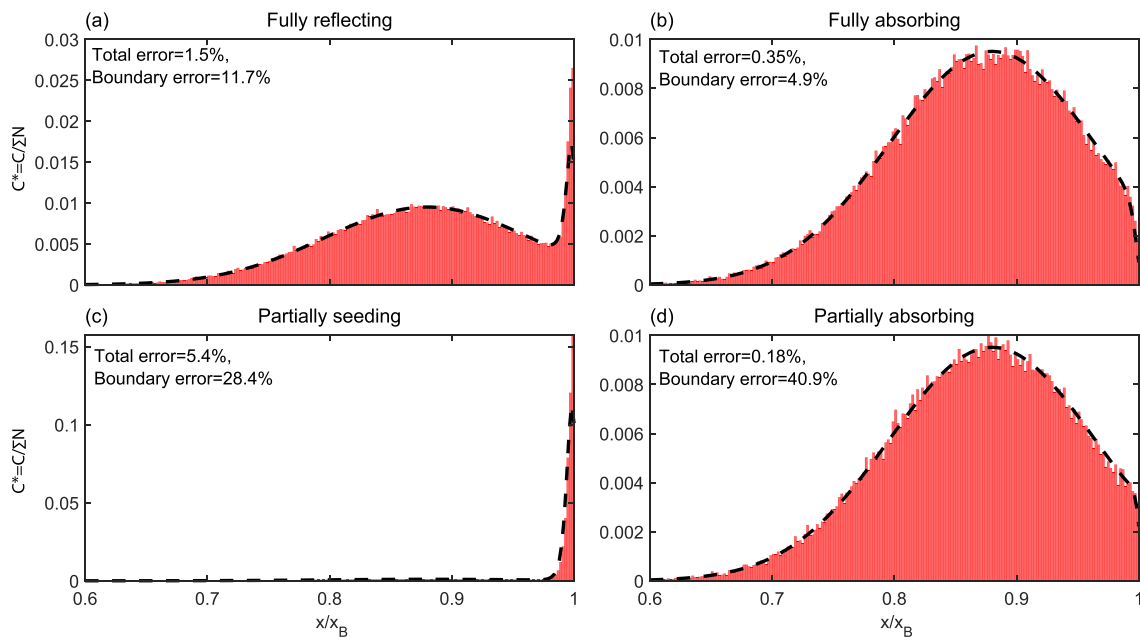 (a) Fully reflecting
Total error=1.5%,
Boundary error=11.7%
0.03
0.025
0.02
0.015
0.01
0.005
0
C*=C/ΣN
(b) Fully absorbing
Total error=0.35%,
Boundary error=4.9%
0.01
0.008
0.006
0.004
0.002
0
(c) Partially seeding
Total error=5.4%,
Boundary error=28.4%
0.15
0.1
0.05
0
C*=C/ΣN
0.6 0.7 0.8 0.9 1
x/x_B
(d) Partially absorbing
Total error=0.18%,
Boundary error=40.9%
0.01
0.008
0.006
0.004
0.002
0
0.6 0.7 0.8 0.9 1
x/x_B